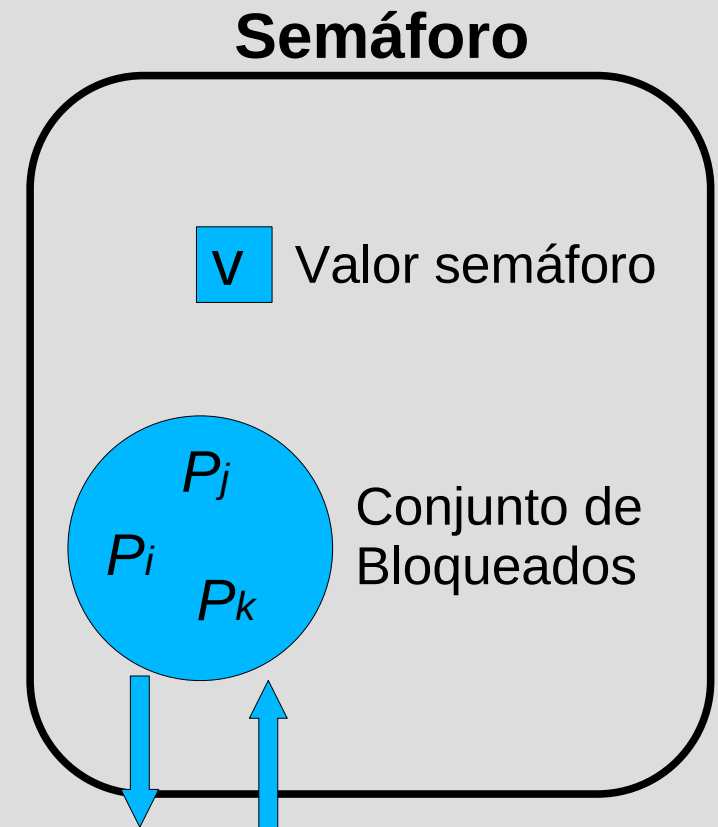 Semáforo
v Valor semáforo
Pj
Pi
Pk
Conjunto de
Bloqueados